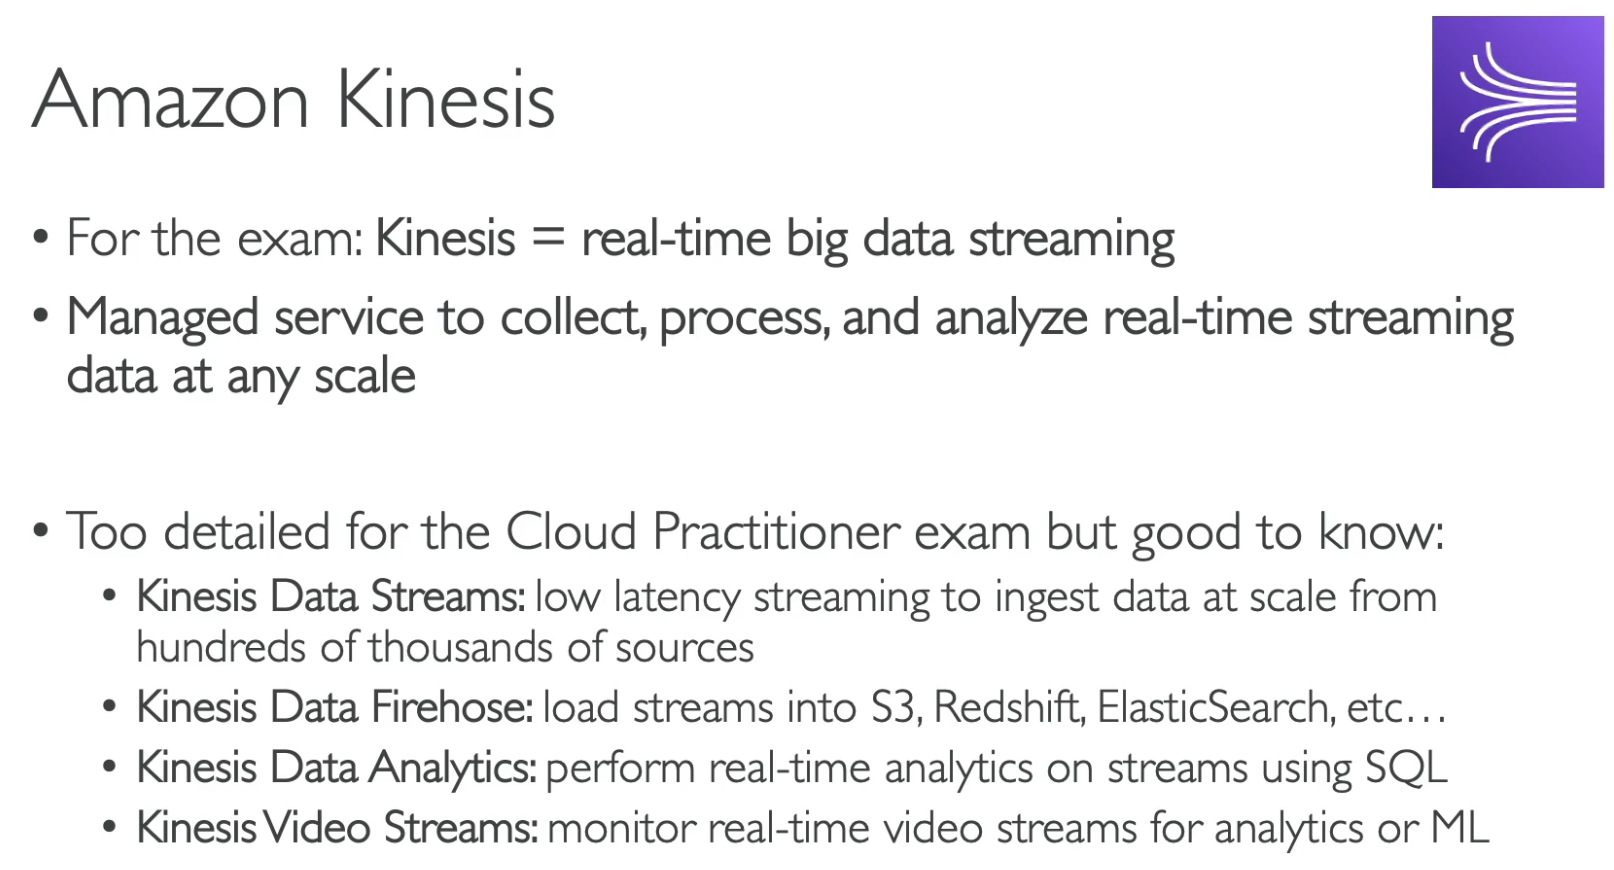 Amazon Kinesis
• For the exam: Kinesis = real-time big data streaming
• Managed service to collect, process, and analyze real-time streaming
data at any scale
• Too detailed for the Cloud Practitioner exam but good to know:
• Kinesis Data Streams: low latency streaming to ingest data at scale from
hundreds of thousands of sources
• Kinesis Data Firehose: load streams into S3, Redshift, ElasticSearch, etc…
• Kinesis Data Analytics: perform real-time analytics on streams using SQL
• Kinesis Video Streams: monitor real-time video streams for analytics or ML